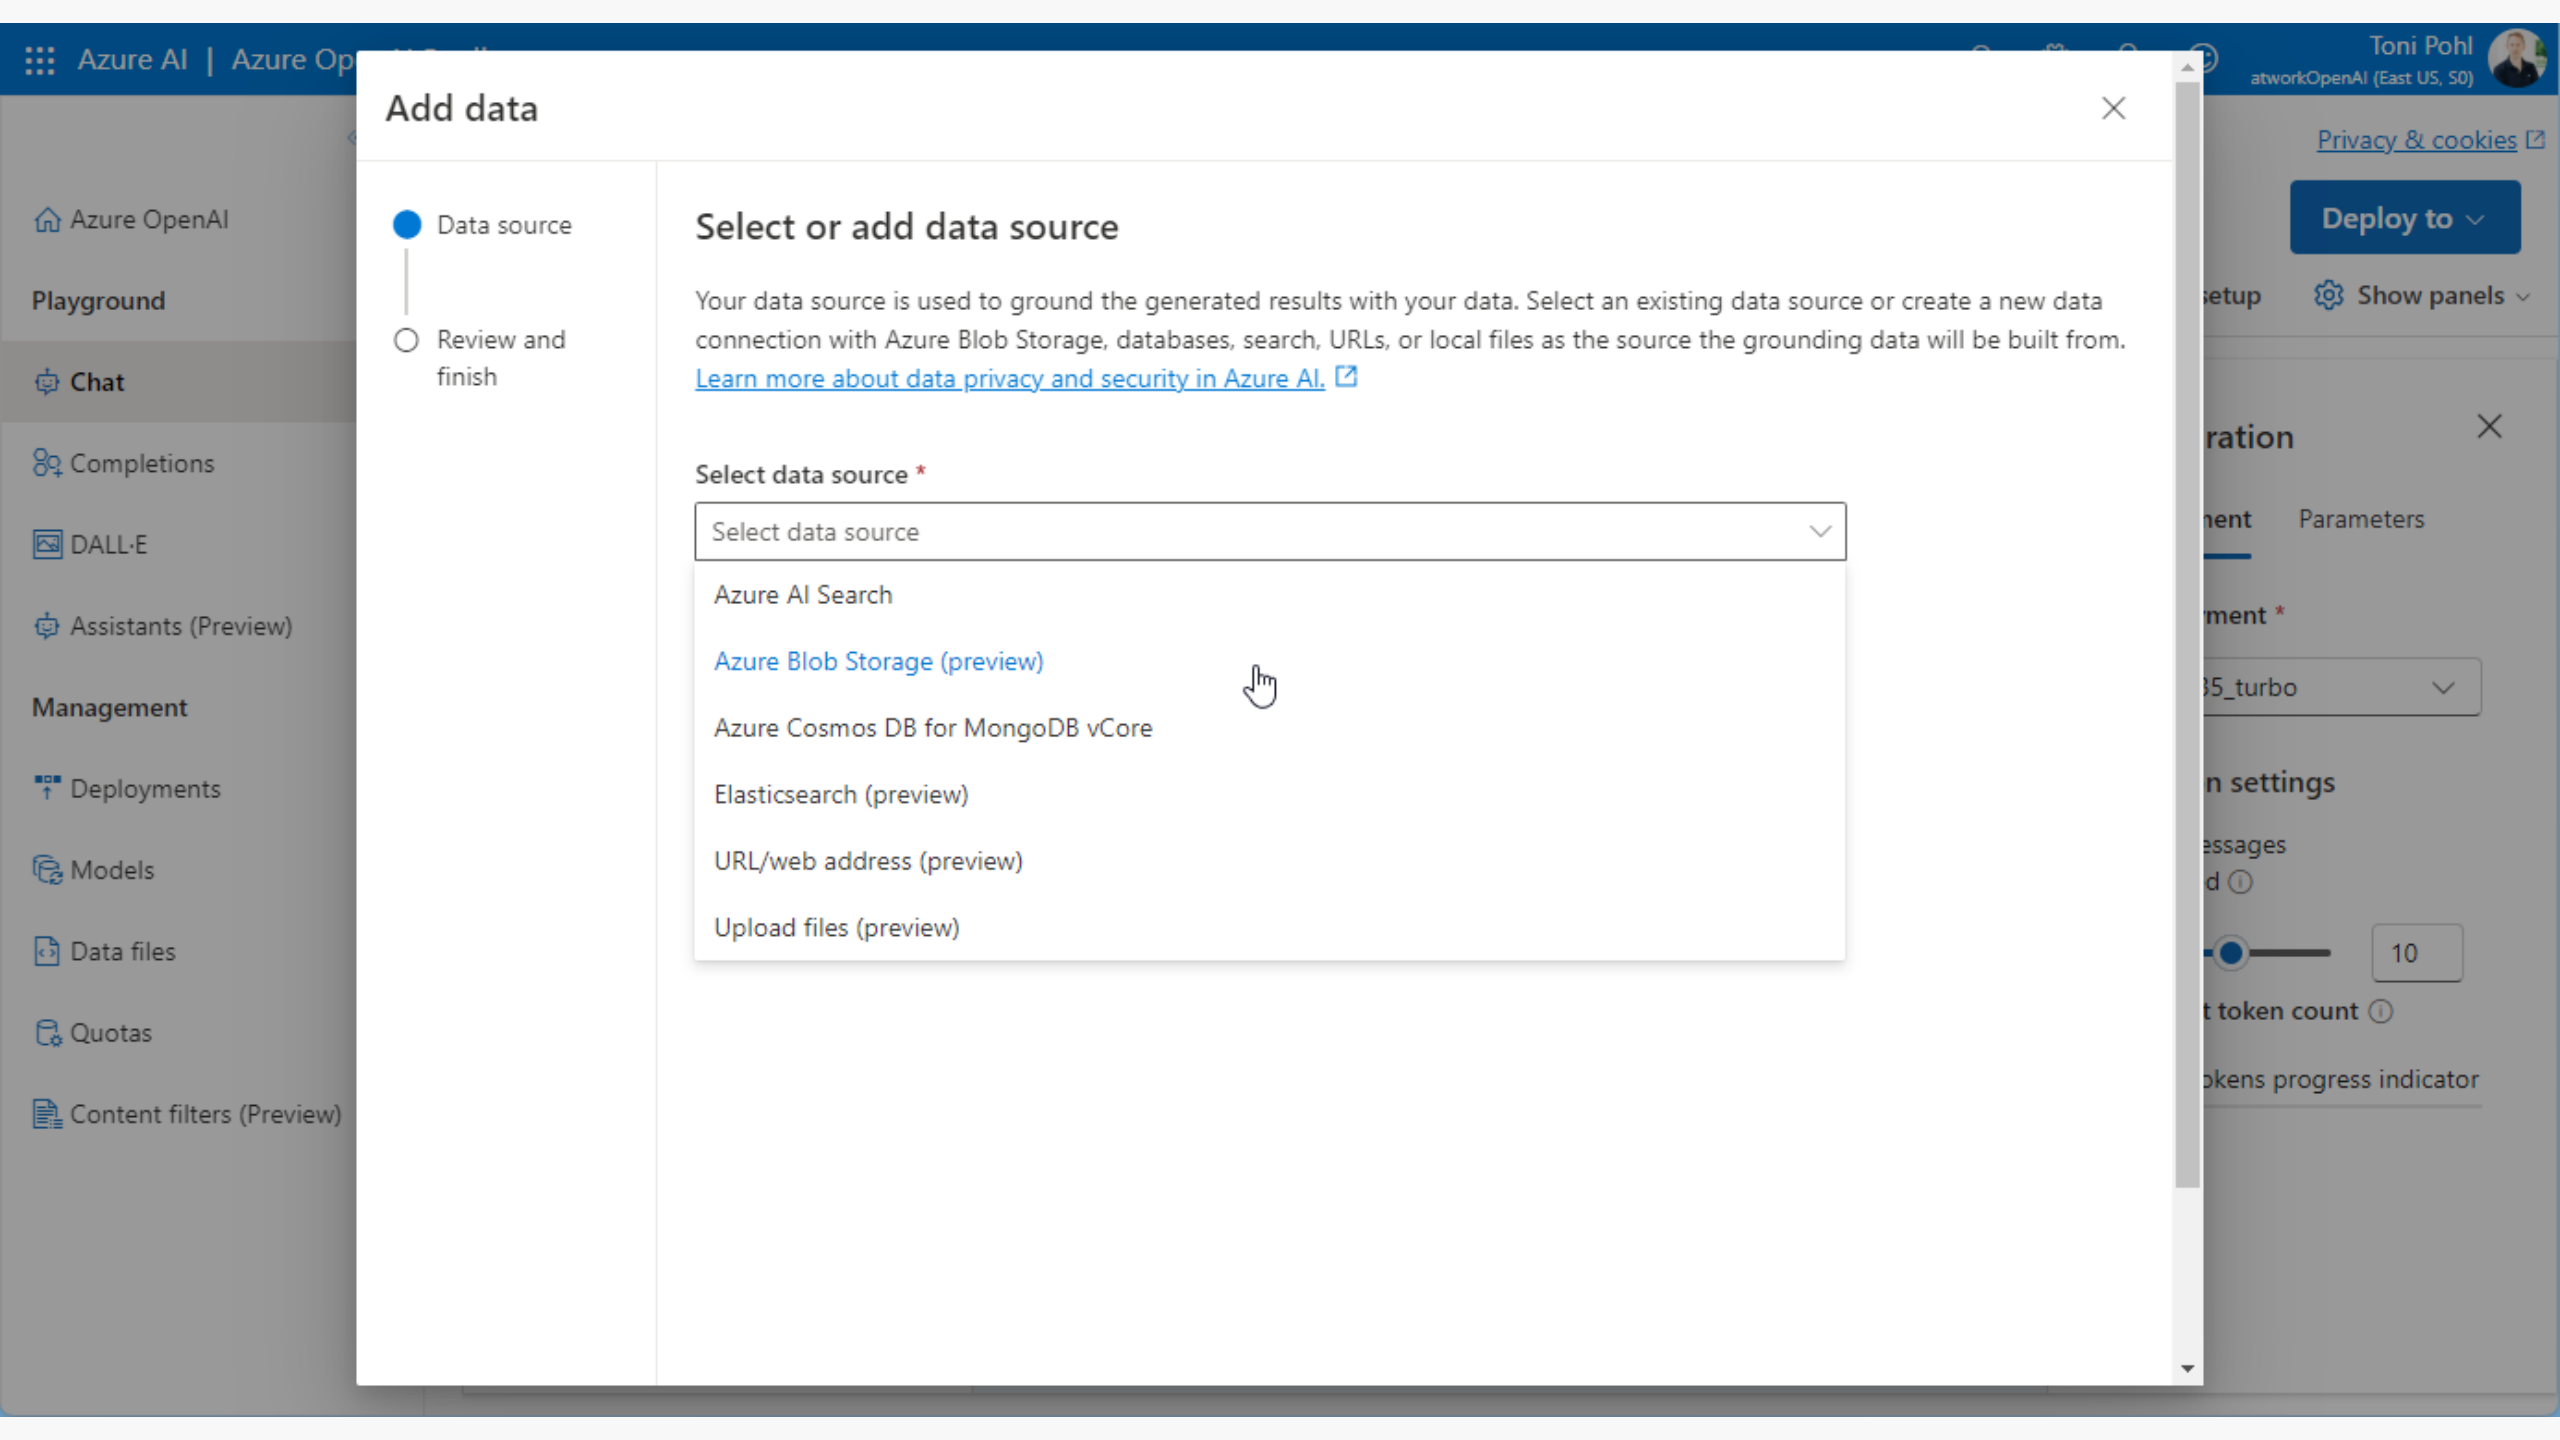 Azure AI | Azure Op
Toni Pohl
atworkOpenAI (East US, S0)
Privacy & cookies
Azure OpenAI
Playground
Chat
Completions
DALL·E
Assistants (Preview)
Management
Deployments
Models
Data files
Quotas
Content filters (Preview)
Add data
Data source
Review and
finish
Select or add data source
Your data source is used to ground the generated results with your data. Select an existing data source or create a new data
connection with Azure Blob Storage, databases, search, URLs, or local files as the source the grounding data will be built from.
Learn more about data privacy and security in Azure AI.
Select data source *
Select data source
Azure AI Search
Azure Blob Storage (preview)
Azure Cosmos DB for MongoDB vCore
Elasticsearch (preview)
URL/web address (preview)
Upload files (preview)
Deploy to
setup
Show panels
ration
ment
Parameters
ment *
35_turbo
n settings
essages
d
10
t token count
okens progress indicator